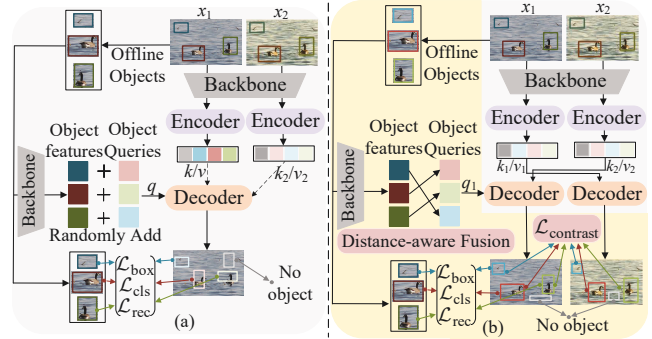 x₁ x₂
Offline
Objects
Backbone
Encoder Encoder
Object features
Object Queries
k/v k₂/v₂
Backbone
+
+
+
q
Decoder
Randomly Add
ℒbox
ℒcls
ℒrec
No object
(a)
x₁ x₂
Offline
Objects
Backbone
Encoder Encoder
Object features
Object Queries
k₁/v₁ k₂/v₂
Backbone
q₁
Decoder Decoder
Distance-aware Fusion
ℒcontrast
ℒbox
ℒcls
ℒrec
(b)
No object